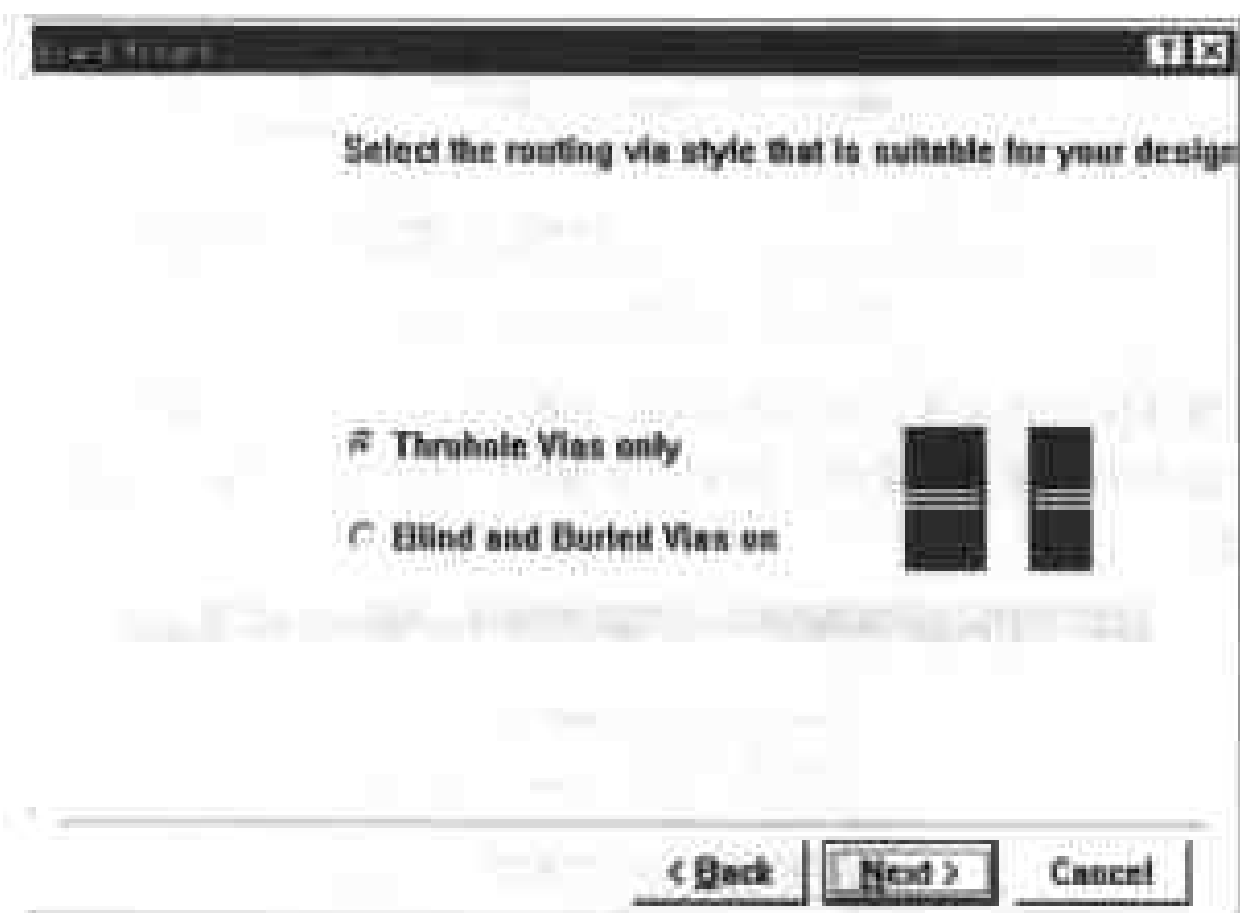 Select the routing via style that is suitable for your desig
Thruhole Vias only
Blind and Buried Vias on
< Back
Next >
Cancel